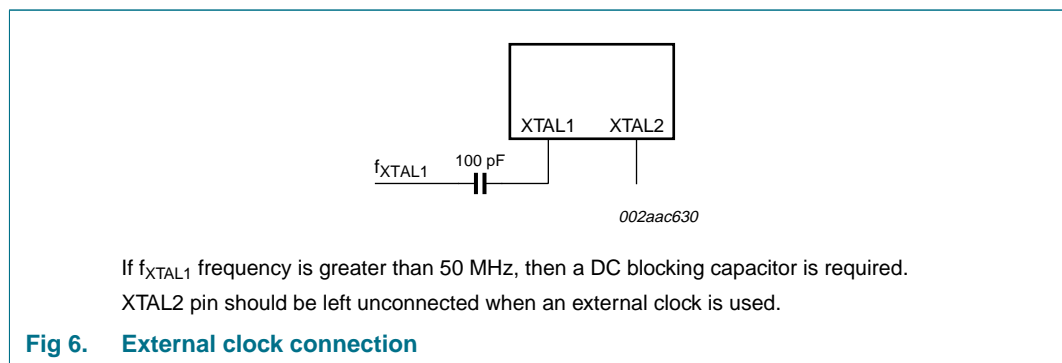 XTAL1 XTAL2
100 pF
fXTAL1
002aac630
If fXTAL1 frequency is greater than 50 MHz, then a DC blocking capacitor is required.
XTAL2 pin should be left unconnected when an external clock is used.
Fig 6. External clock connection